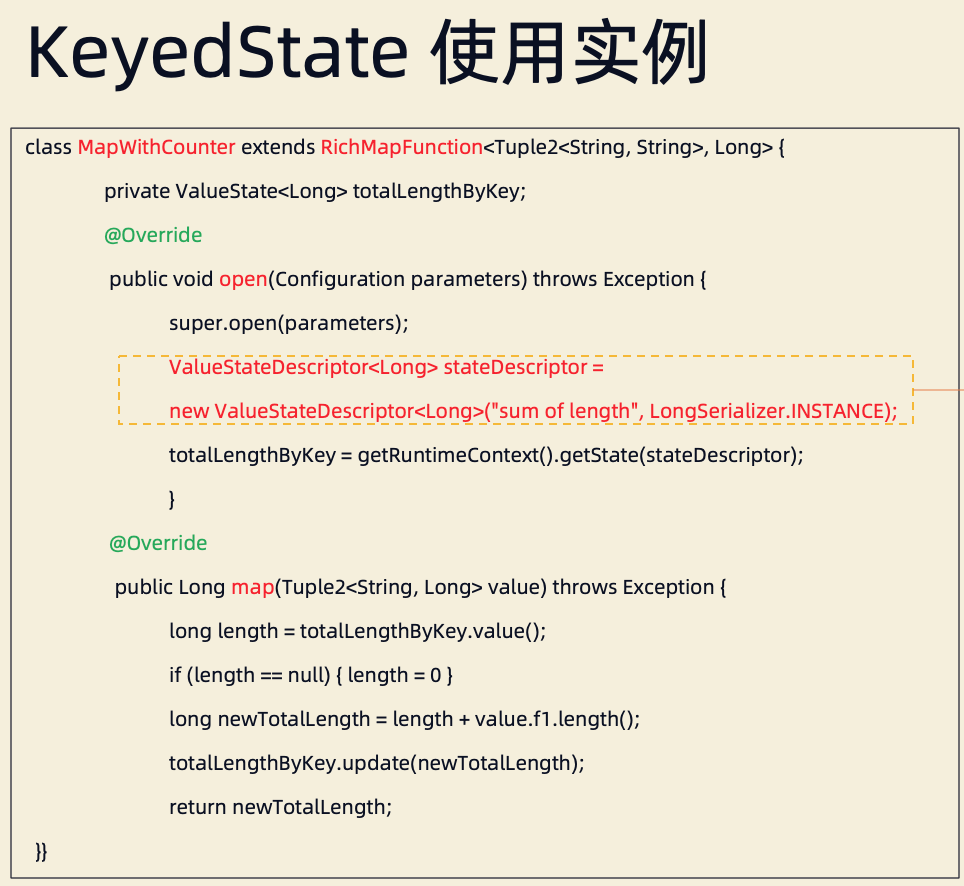 KeyedState 使用实例
class MapWithCounter extends RichMapFunction<Tuple2<String, String>, Long> {
private ValueState<Long> totalLengthByKey;
@Override
public void open(Configuration parameters) throws Exception {
super.open(parameters);
ValueStateDescriptor<Long> stateDescriptor =
new ValueStateDescriptor<Long>("sum of length", LongSerializer.INSTANCE);
totalLengthByKey = getRuntimeContext().getState(stateDescriptor);
}
@Override
public Long map(Tuple2<String, Long> value) throws Exception {
long length = totalLengthByKey.value();
if (length == null) { length = 0 }
long newTotalLength = length + value.f1.length();
totalLengthByKey.update(newTotalLength);
return newTotalLength;
}}